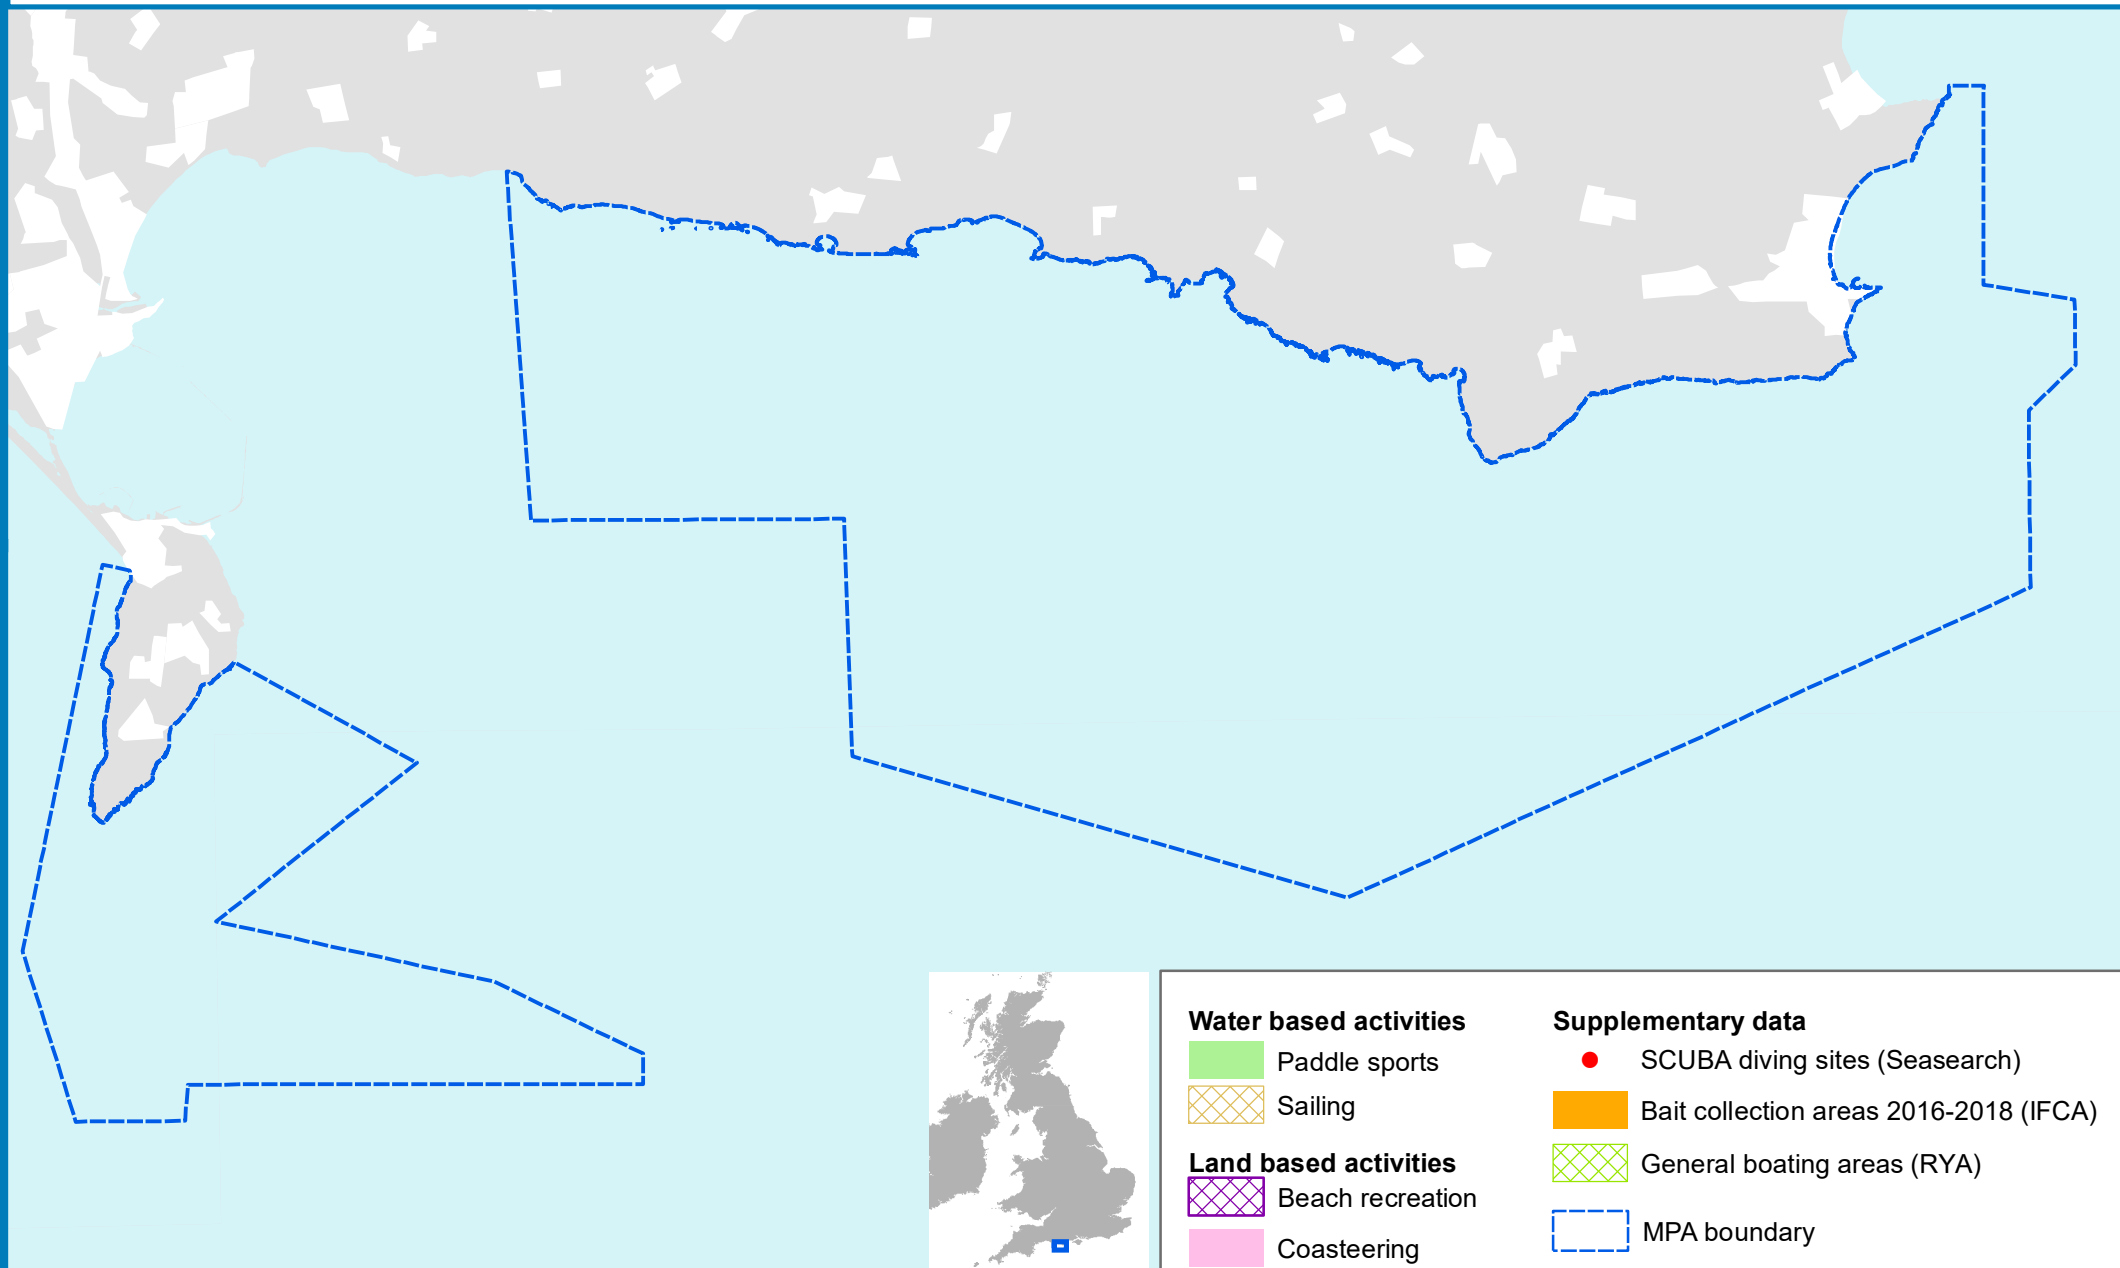 Water based activities
Paddle sports
Sailing
Land based activities
Beach recreation
Coasteering
Supplementary data
SCUBA diving sites (Seasearch)
Bait collection areas 2016-2018 (IFCA)
General boating areas (RYA)
MPA boundary